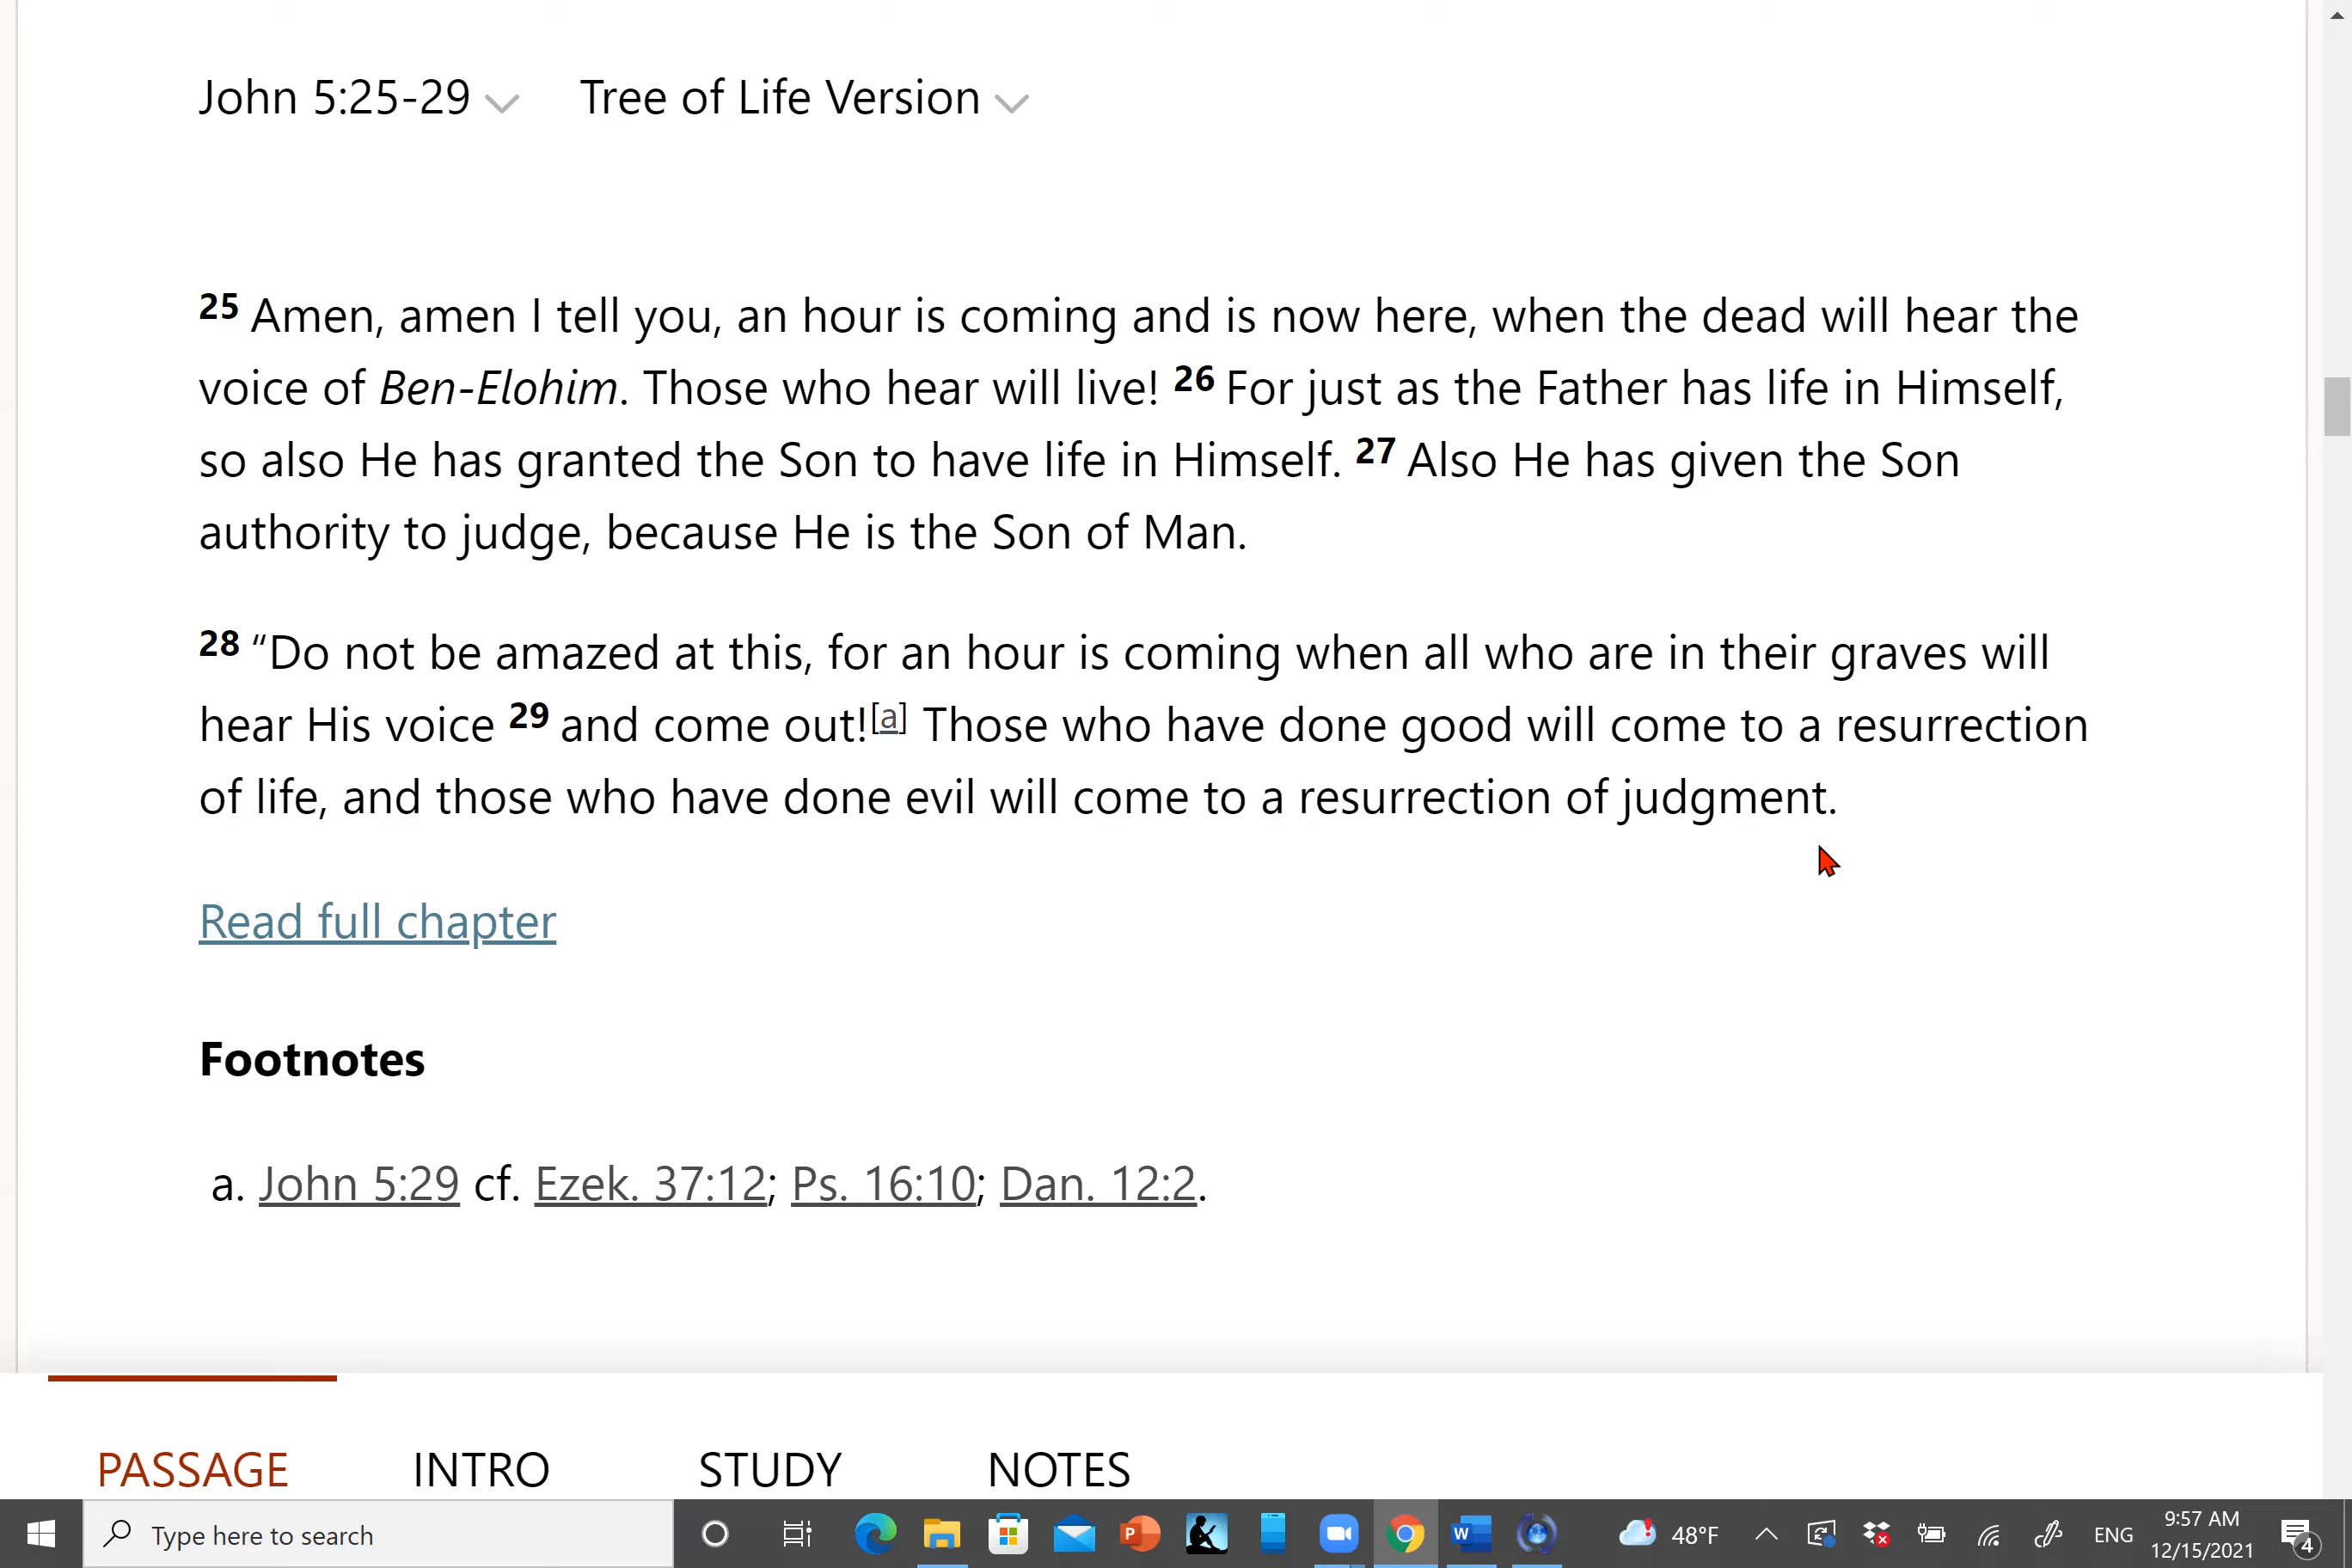 John 5:25-29 Tree of Life Version
25 Amen, amen I tell you, an hour is coming and is now here, when the dead will hear the
voice of Ben-Elohim. Those who hear will live! 26 For just as the Father has life in Himself,
so also He has granted the Son to have life in Himself. 27 Also He has given the Son
authority to judge, because He is the Son of Man.
28 “Do not be amazed at this, for an hour is coming when all who are in their graves will
hear His voice 29 and come out![a] Those who have done good will come to a resurrection
of life, and those who have done evil will come to a resurrection of judgment.
Read full chapter
Footnotes
a. John 5:29 cf. Ezek. 37:12; Ps. 16:10; Dan. 12:2.
PASSAGE INTRO STUDY NOTES
Type here to search
P
W
48°F
ENG
9:57 AM
12/15/2021
4